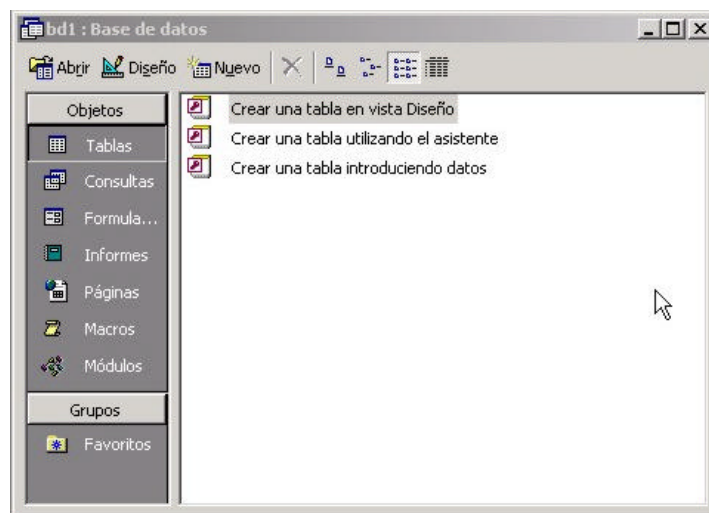 bd1 : Base de datos
Abrir Diseño Nuevo
Objetos
Tablas
Consultas
Formula...
Informes
Páginas
Macros
Módulos
Grupos
Favoritos
Crear una tabla en vista Diseño
Crear una tabla utilizando el asistente
Crear una tabla introduciendo datos